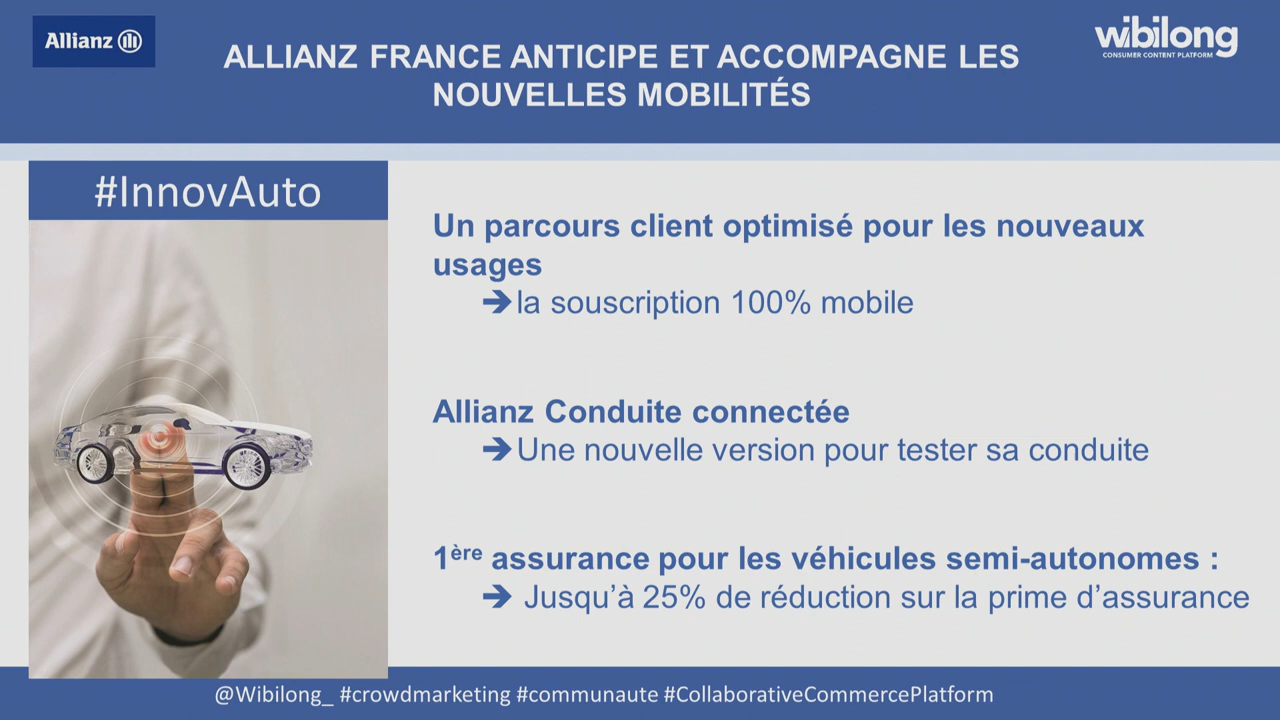 Allianz
wibilong
CONSUMER CONTENT PLATFORM
ALLIANZ FRANCE ANTICIPE ET ACCOMPAGNE LES
NOUVELLES MOBILITÉS
#InnovAuto
Un parcours client optimisé pour les nouveaux
usages
➔ la souscription 100% mobile
Allianz Conduite connectée
➔ Une nouvelle version pour tester sa conduite
1ère assurance pour les véhicules semi-autonomes :
➔ Jusqu’à 25% de réduction sur la prime d’assurance
@Wibilong_ #crowdmarketing #communaute #CollaborativeCommercePlatform